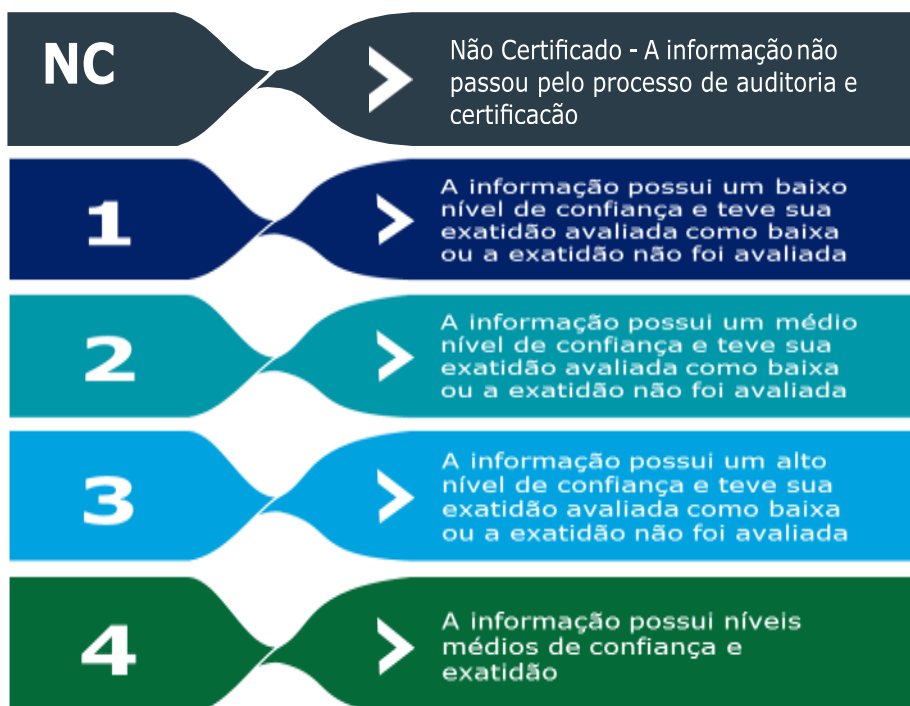 NC
Não Certificado - A informação não
passou pelo processo de auditoria e
certificacão
1
A informação possui um baixo
nível de confiança e teve sua
exatidão avaliada como baixa
ou a exatidão não foi avaliada
2
A informação possui um médio
nível de confiança e teve sua
exatidão avaliada como baixa
ou a exatidão não foi avaliada
3
A informação possui um alto
nível de confiança e teve sua
exatidão avaliada como baixa
ou a exatidão não foi avaliada
4
A informação possui níveis
médios de confiança e
exatidão